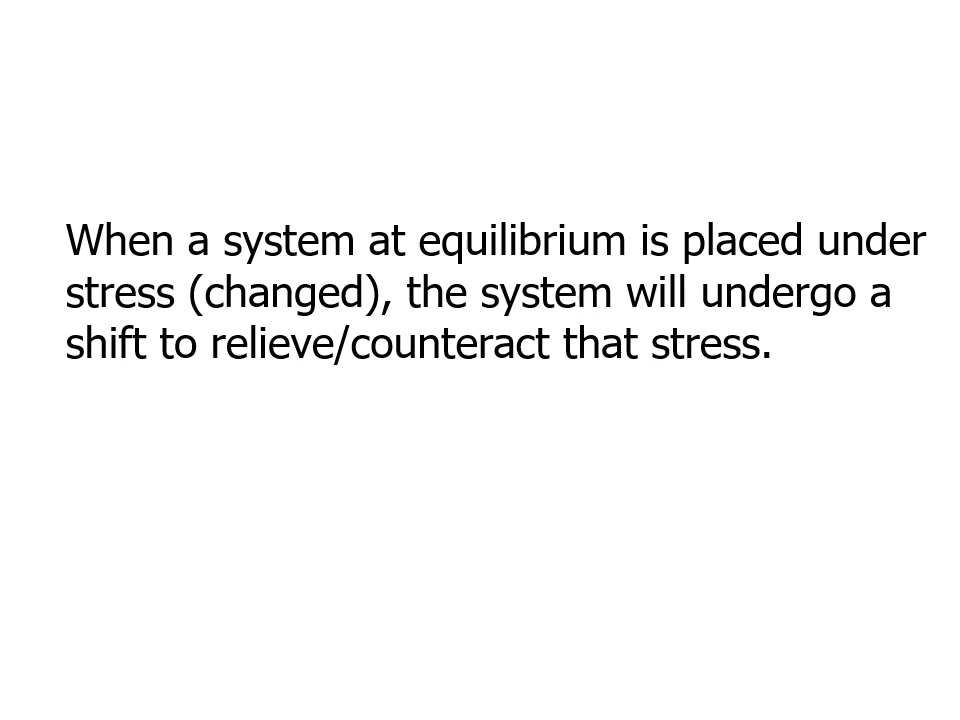 When a system at equilibrium is placed under
stress (changed), the system will undergo a
shift to relieve/counteract that stress.